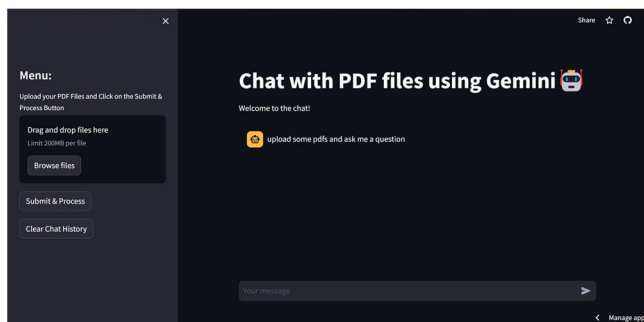 Share
Menu:
Upload your PDF Files and Click on the Submit &
Process Button
Drag and drop files here
Limit 200MB per file
Browse files
Submit & Process
Clear Chat History
Chat with PDF files using Gemini
Welcome to the chat!
upload some pdfs and ask me a question
Your message
Manage app